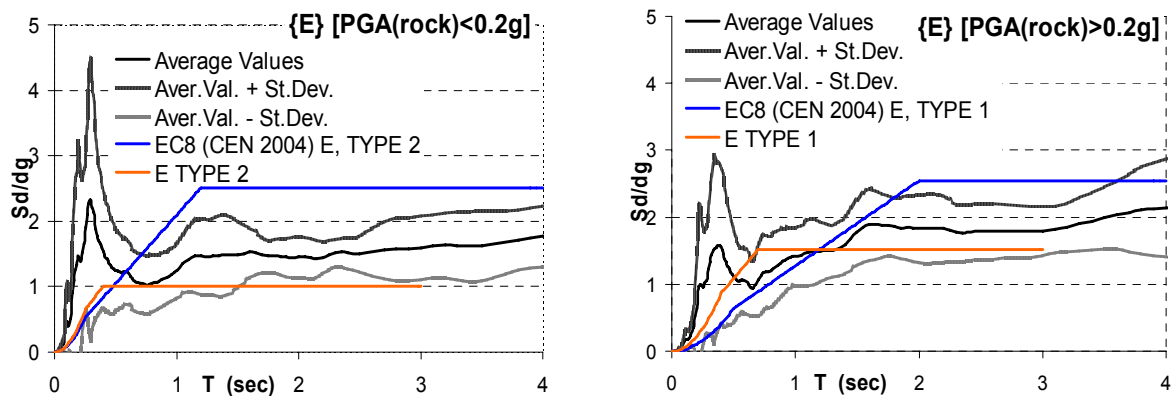 {E} [PGA(rock)<0.2g]
Average Values
Aver.Val. + St.Dev.
Aver.Val. - St.Dev.
EC8 (CEN 2004) E, TYPE 2
E TYPE 2
Sd/dg
5
4
3
2
1
0
0 1 2 3 4
T (sec)
{E} [PGA(rock)>0.2g]
Average Values
Aver.Val. + St.Dev.
Aver.Val. - St.Dev.
EC8 (CEN 2004) E, TYPE 1
E TYPE 1
Sd/dg
5
4
3
2
1
0
0 1 2 3 4
T (sec)